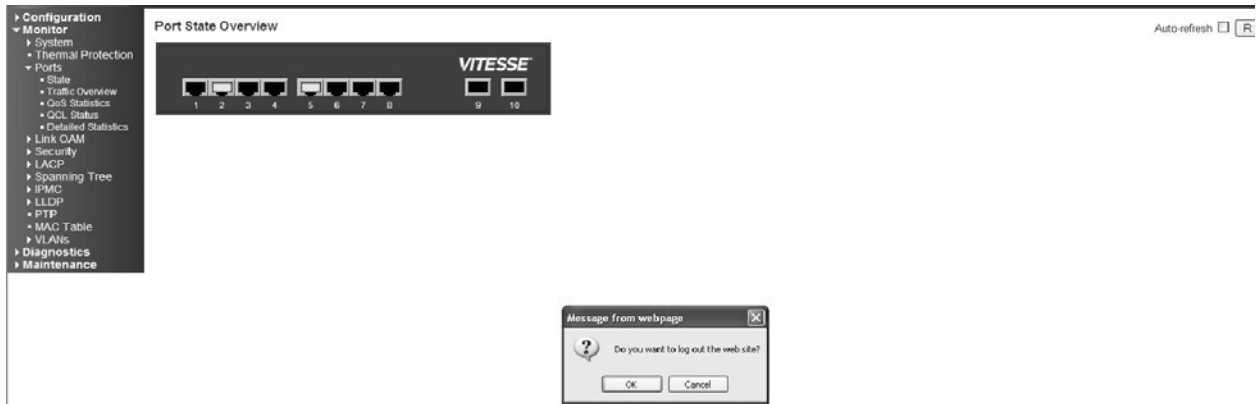 Configuration
Monitor
System
Thermal Protection
Ports
State
Traffic Overview
QoS Statistics
QCL Status
Detailed Statistics
Link OAM
Security
LACP
Spanning Tree
IPMC
LLDP
PTP
MAC Table
VLANs
Diagnostics
Maintenance
Port State Overview
Auto-refresh
VITESSE
1 2 3 4 5 6 7 8 9 10
Message from webpage
Do you want to log out the web site?
OK Cancel